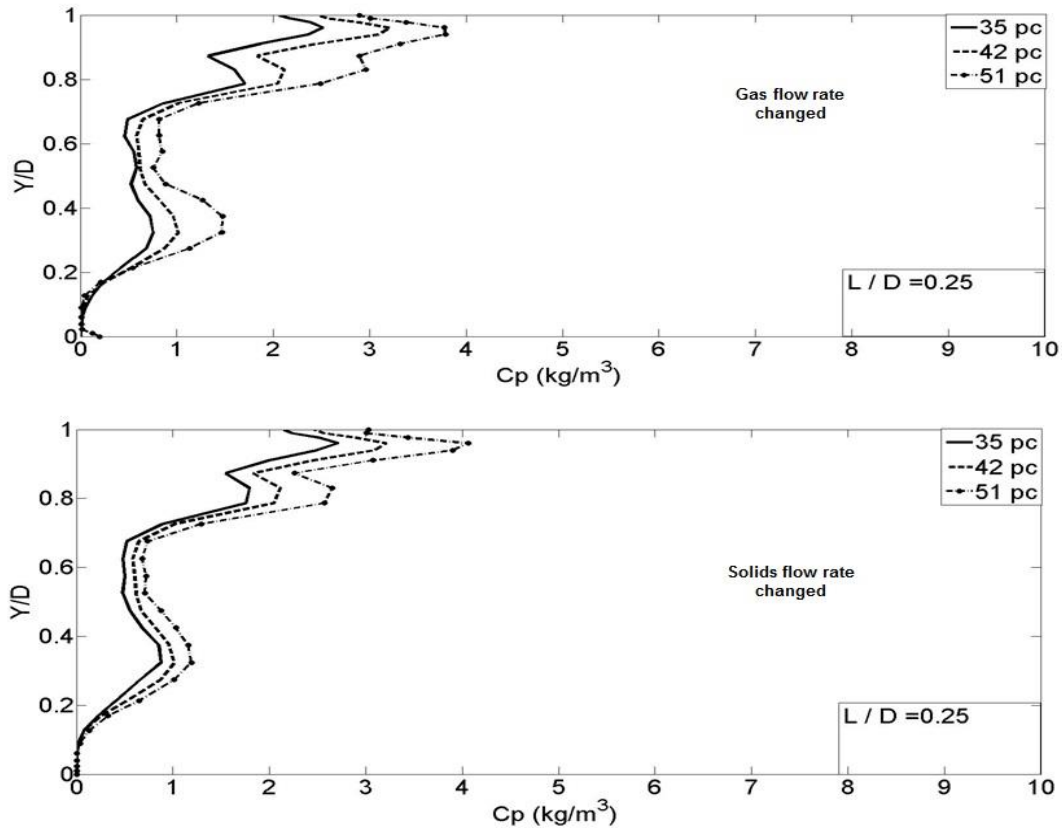 1
0.8
0.6
0.4
0.2
0
Y/D
35 pc
42 pc
51 pc
Gas flow rate
changed
L / D =0.25
0 1 2 3 4 5 6 7 8 9 10
Cp (kg/m³)
1
0.8
0.6
0.4
0.2
0
Y/D
35 pc
42 pc
51 pc
Solids flow rate
changed
L / D =0.25
0 1 2 3 4 5 6 7 8 9 10
Cp (kg/m³)